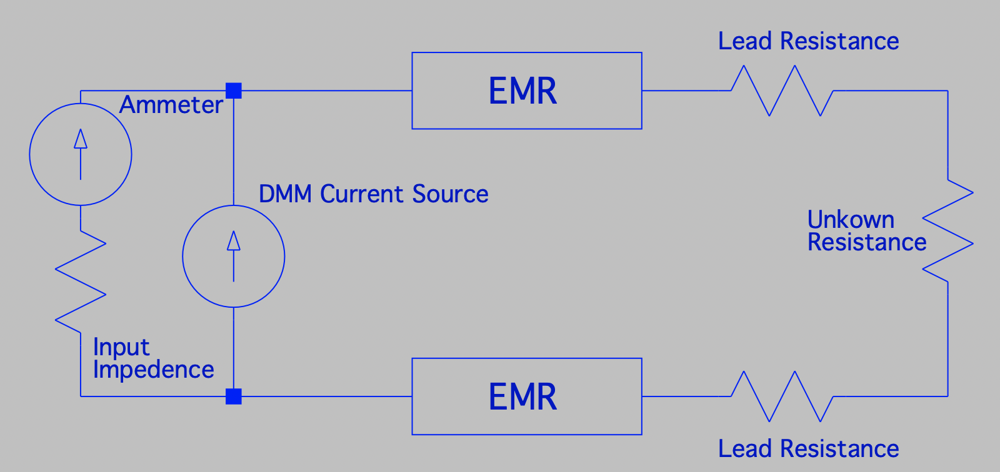 Lead Resistance
EMR
Ammeter
DMM Current Source
Unkown
Resistance
Input
Impedence
EMR
Lead Resistance